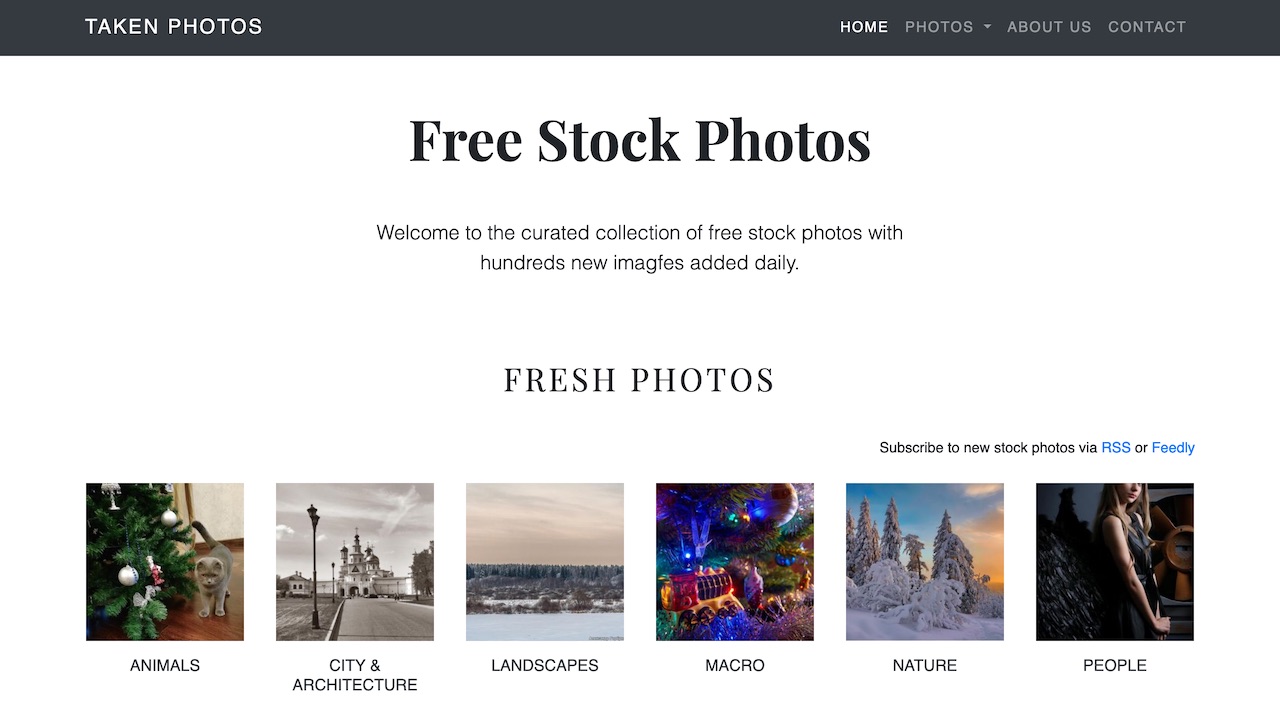 TAKEN PHOTOS
HOME PHOTOS ABOUT US CONTACT
Free Stock Photos
Welcome to the curated collection of free stock photos with
hundreds new imagfes added daily.
FRESH PHOTOS
Subscribe to new stock photos via RSS or Feedly
ANIMALS
CITY &
ARCHITECTURE
LANDSCAPES
MACRO
NATURE
PEOPLE